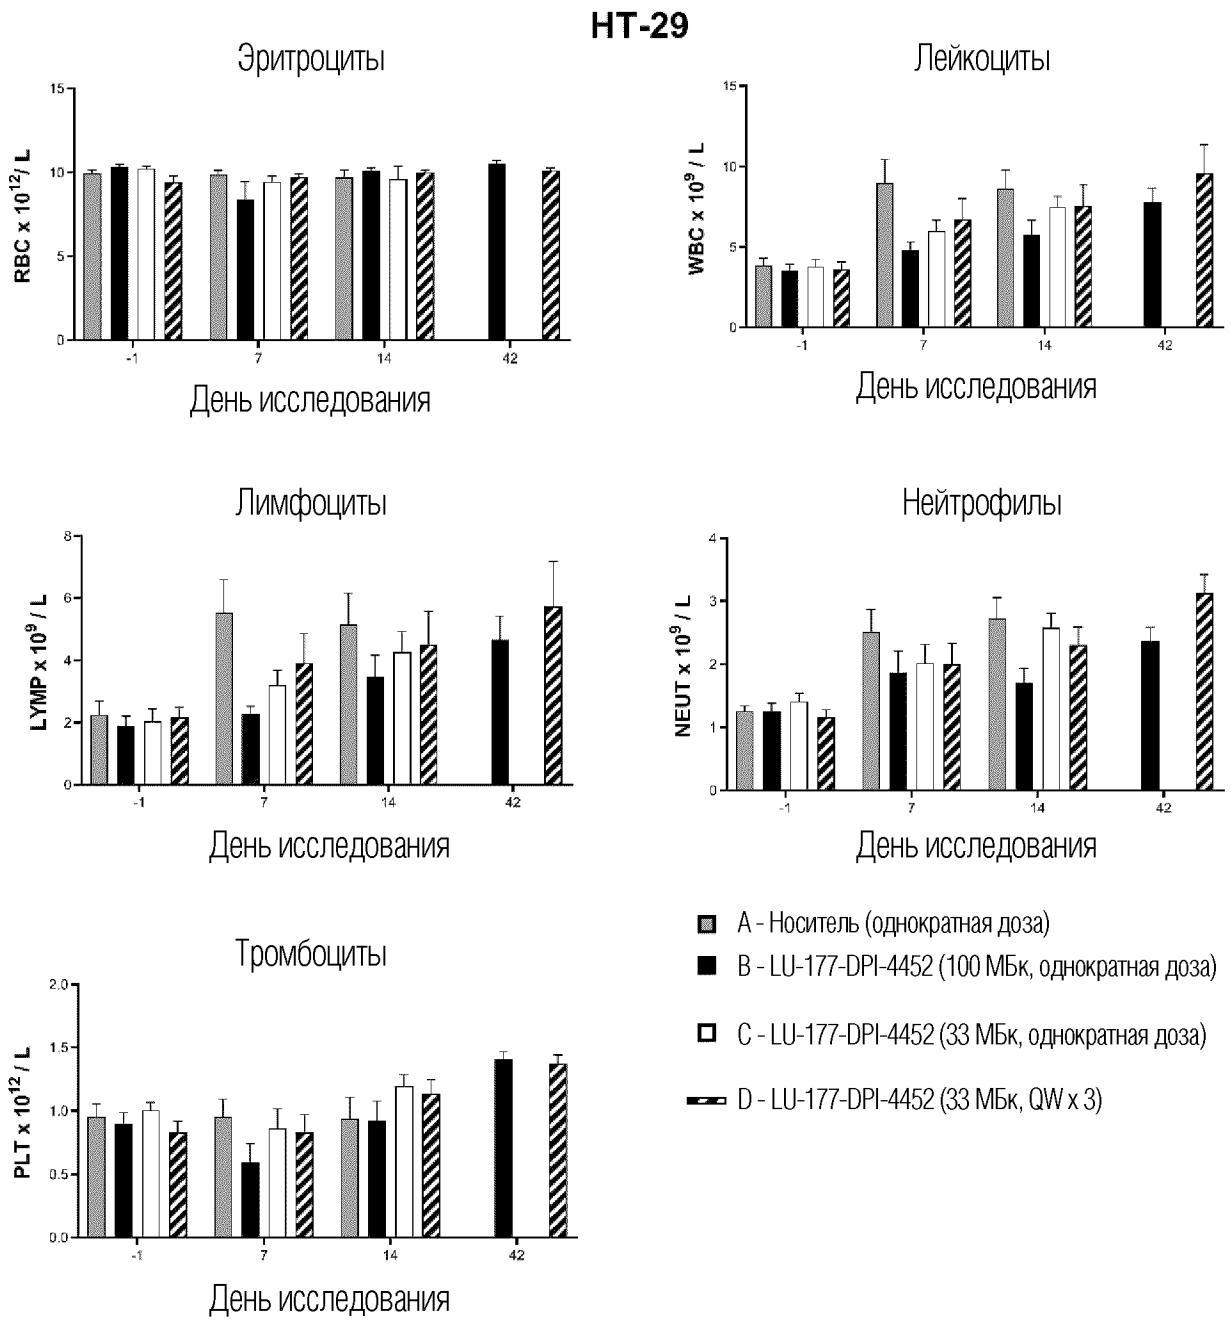 HT-29
Эритроциты
15
10
5
0
RBC x 10¹²/ L
-1 7 14 42
День исследования
Лейкоциты
15
10
5
0
WBC x 10⁹ / L
-1 7 14 42
День исследования
Лимфоциты
8
6
4
2
0
LYMP x 10⁹ / L
-1 7 14 42
День исследования
Нейтрофилы
4
3
2
1
0
NEUT x 10⁹ / L
-1 7 14 42
День исследования
Тромбоциты
2.0
1.5
1.0
0.5
0.0
PLT x 10¹² / L
-1 7 14 42
День исследования
A - Носитель (однократная доза)
B - LU-177-DPI-4452 (100 МБк, однократная доза)
C - LU-177-DPI-4452 (33 МБк, однократная доза)
D - LU-177-DPI-4452 (33 МБк, QW x 3)